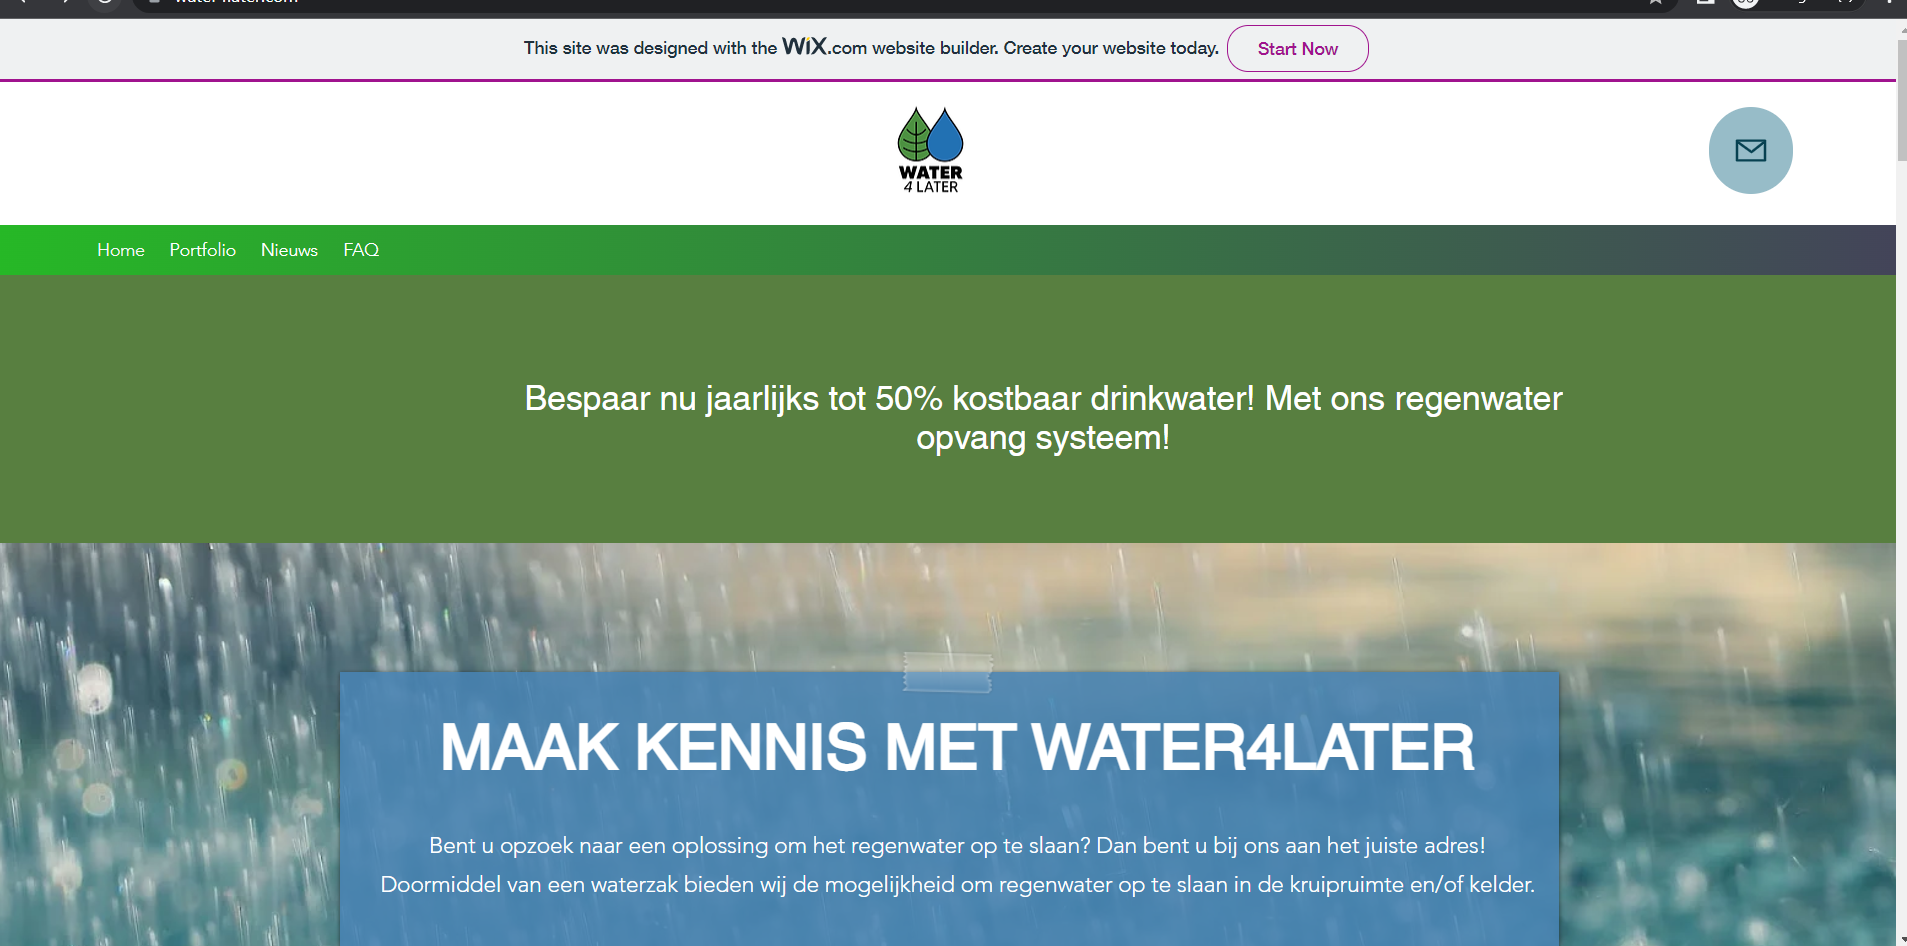 This site was designed with the WiX.com website builder. Create your website today.
Start Now
WATER
4 LATER
Home Portfolio Nieuws FAQ
Bespaar nu jaarlijks tot 50% kostbaar drinkwater! Met ons regenwater
opvang systeem!
MAAK KENNIS MET WATER4LATER
Bent u opzoek naar een oplossing om het regenwater op te slaan? Dan bent u bij ons aan het juiste adres!
Doormiddel van een waterzak bieden wij de mogelijkheid om regenwater op te slaan in de kruipruimte en/of kelder.